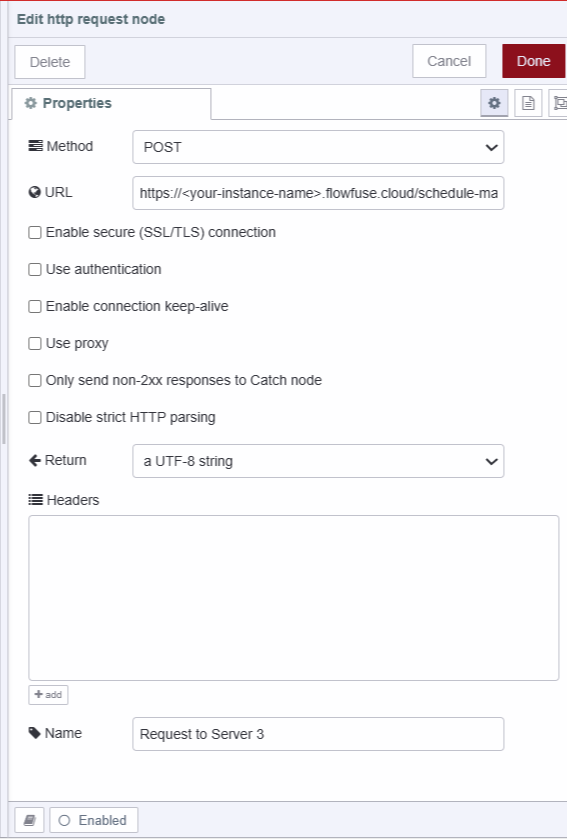 Edit http request node
Delete
Cancel
Done
Properties
Method
POST
URL
https://<your-instance-name>.flowfuse.cloud/schedule-ma
Enable secure (SSL/TLS) connection
Use authentication
Enable connection keep-alive
Use proxy
Only send non-2xx responses to Catch node
Disable strict HTTP parsing
Return
a UTF-8 string
Headers
+ add
Name
Request to Server 3
Enabled